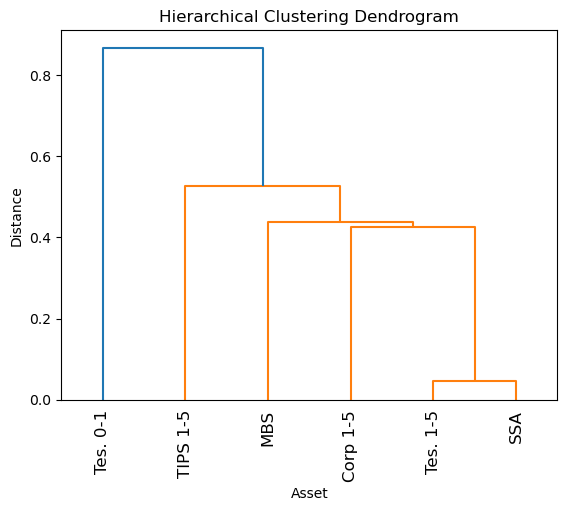 Hierarchical Clustering Dendrogram
Distance
0.8
0.6
0.4
0.2
0.0
Tes. 0-1
TIPS 1-5
MBS
Corp 1-5
Tes. 1-5
SSA
Asset